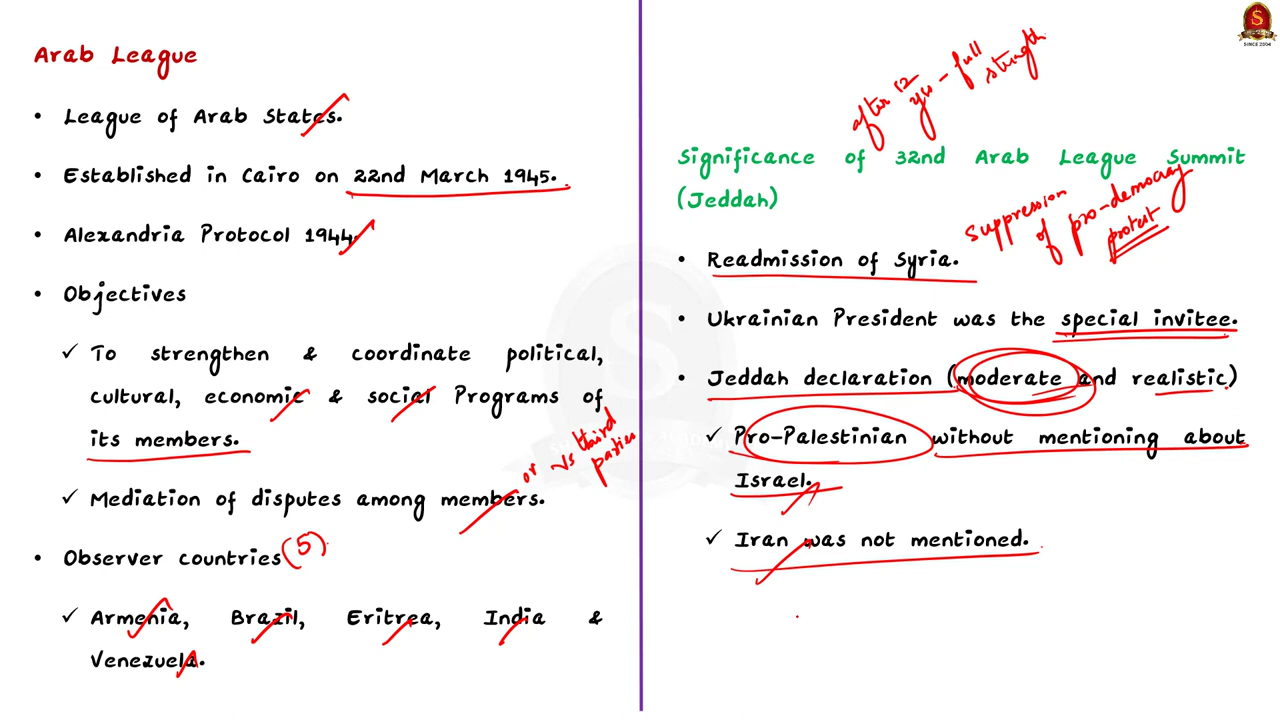 Arab League
• League of Arab States.
• Established in Cairo on 22nd March 1945.
• Alexandria Protocol 1944.
• Objectives
✓ To strengthen & coordinate political,
cultural, economic & social Programs of
its members.
or vs third
parties
✓ Mediation of disputes among members.
• Observer countries (5)
✓ Armenia, Brazil, Eritrea, India &
Venezuela.
after 12 yrs - full
strength
Significance of 32nd Arab League Summit
(Jeddah)
suppression
of pro-democracy
protest
• Readmission of Syria.
• Ukrainian President was the special invitee.
• Jeddah declaration (moderate and realistic)
✓ Pro-Palestinian without mentioning about
Israel.
✓ Iran was not mentioned.
S
SINCE 2004